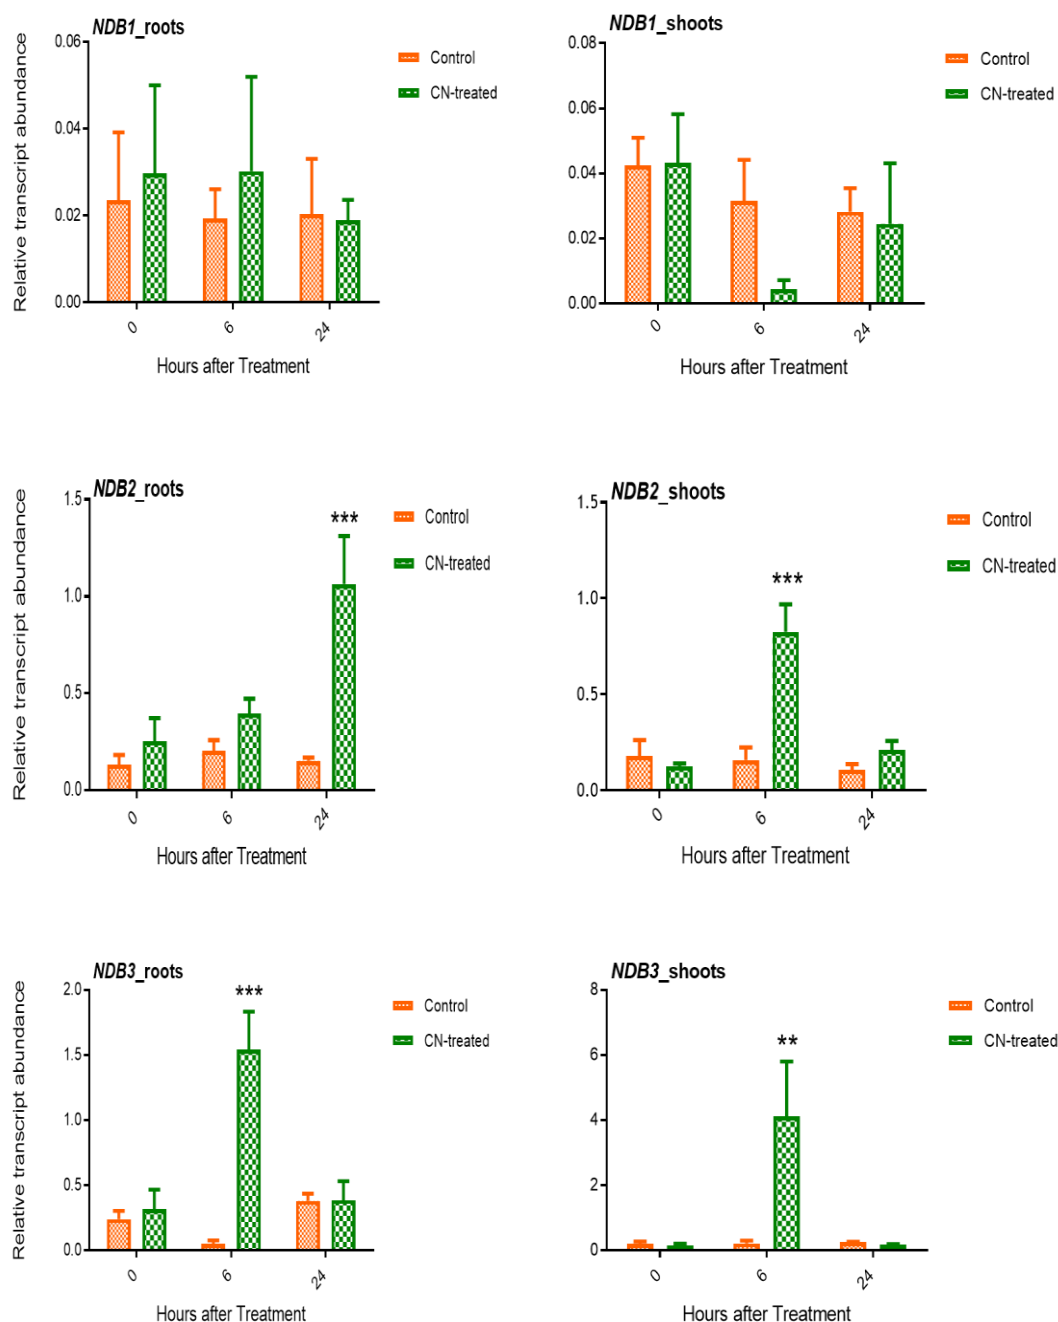 NDB1_roots
Relative transcript abundance
0.06
0.04
0.02
0.00
Control
CN-treated
0
6
24
Hours after Treatment
NDB1_shoots
0.08
0.06
0.04
0.02
0.00
Control
CN-treated
0
6
24
Hours after Treatment
NDB2_roots
Relative transcript abundance
1.5
1.0
0.5
0.0
***
Control
CN-treated
0
6
24
Hours after Treatment
NDB2_shoots
1.5
1.0
0.5
0.0
***
Control
CN-treated
0
6
24
Hours after Treatment
NDB3_roots
Relative transcript abundance
2.0
1.5
1.0
0.5
0.0
***
Control
CN-treated
0
6
24
Hours after Treatment
NDB3_shoots
8
6
4
2
0
**
Control
CN-treated
0
6
24
Hours after Treatment